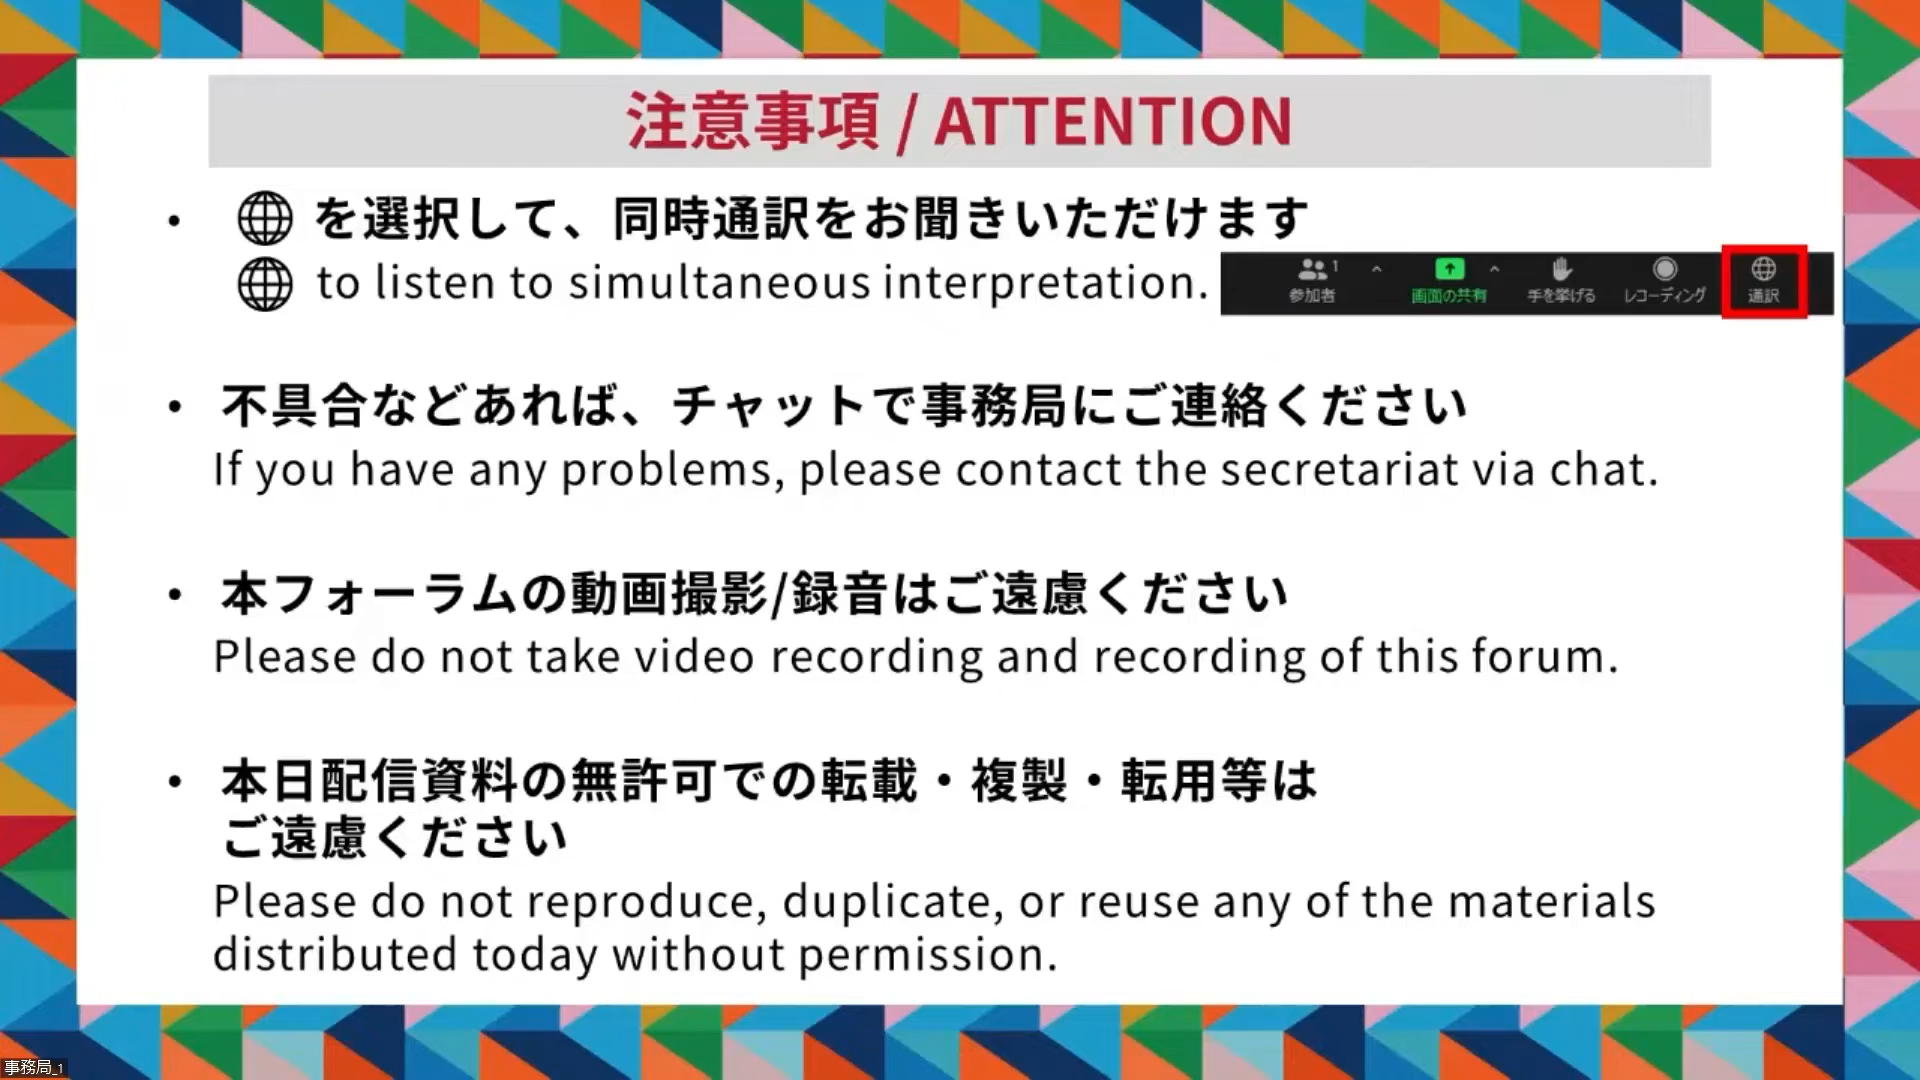 注意事項 / ATTENTION
• を選択して、同時通訳をお聞きいただけます
to listen to simultaneous interpretation.
1
参加者 画面の共有 手を挙げる レコーディング 通訳
• 不具合などあれば、チャットで事務局にご連絡ください
If you have any problems, please contact the secretariat via chat.
• 本フォーラムの動画撮影/録音はご遠慮ください
Please do not take video recording and recording of this forum.
• 本日配信資料の無許可での転載・複製・転用等は
ご遠慮ください
Please do not reproduce, duplicate, or reuse any of the materials
distributed today without permission.
事務局_1